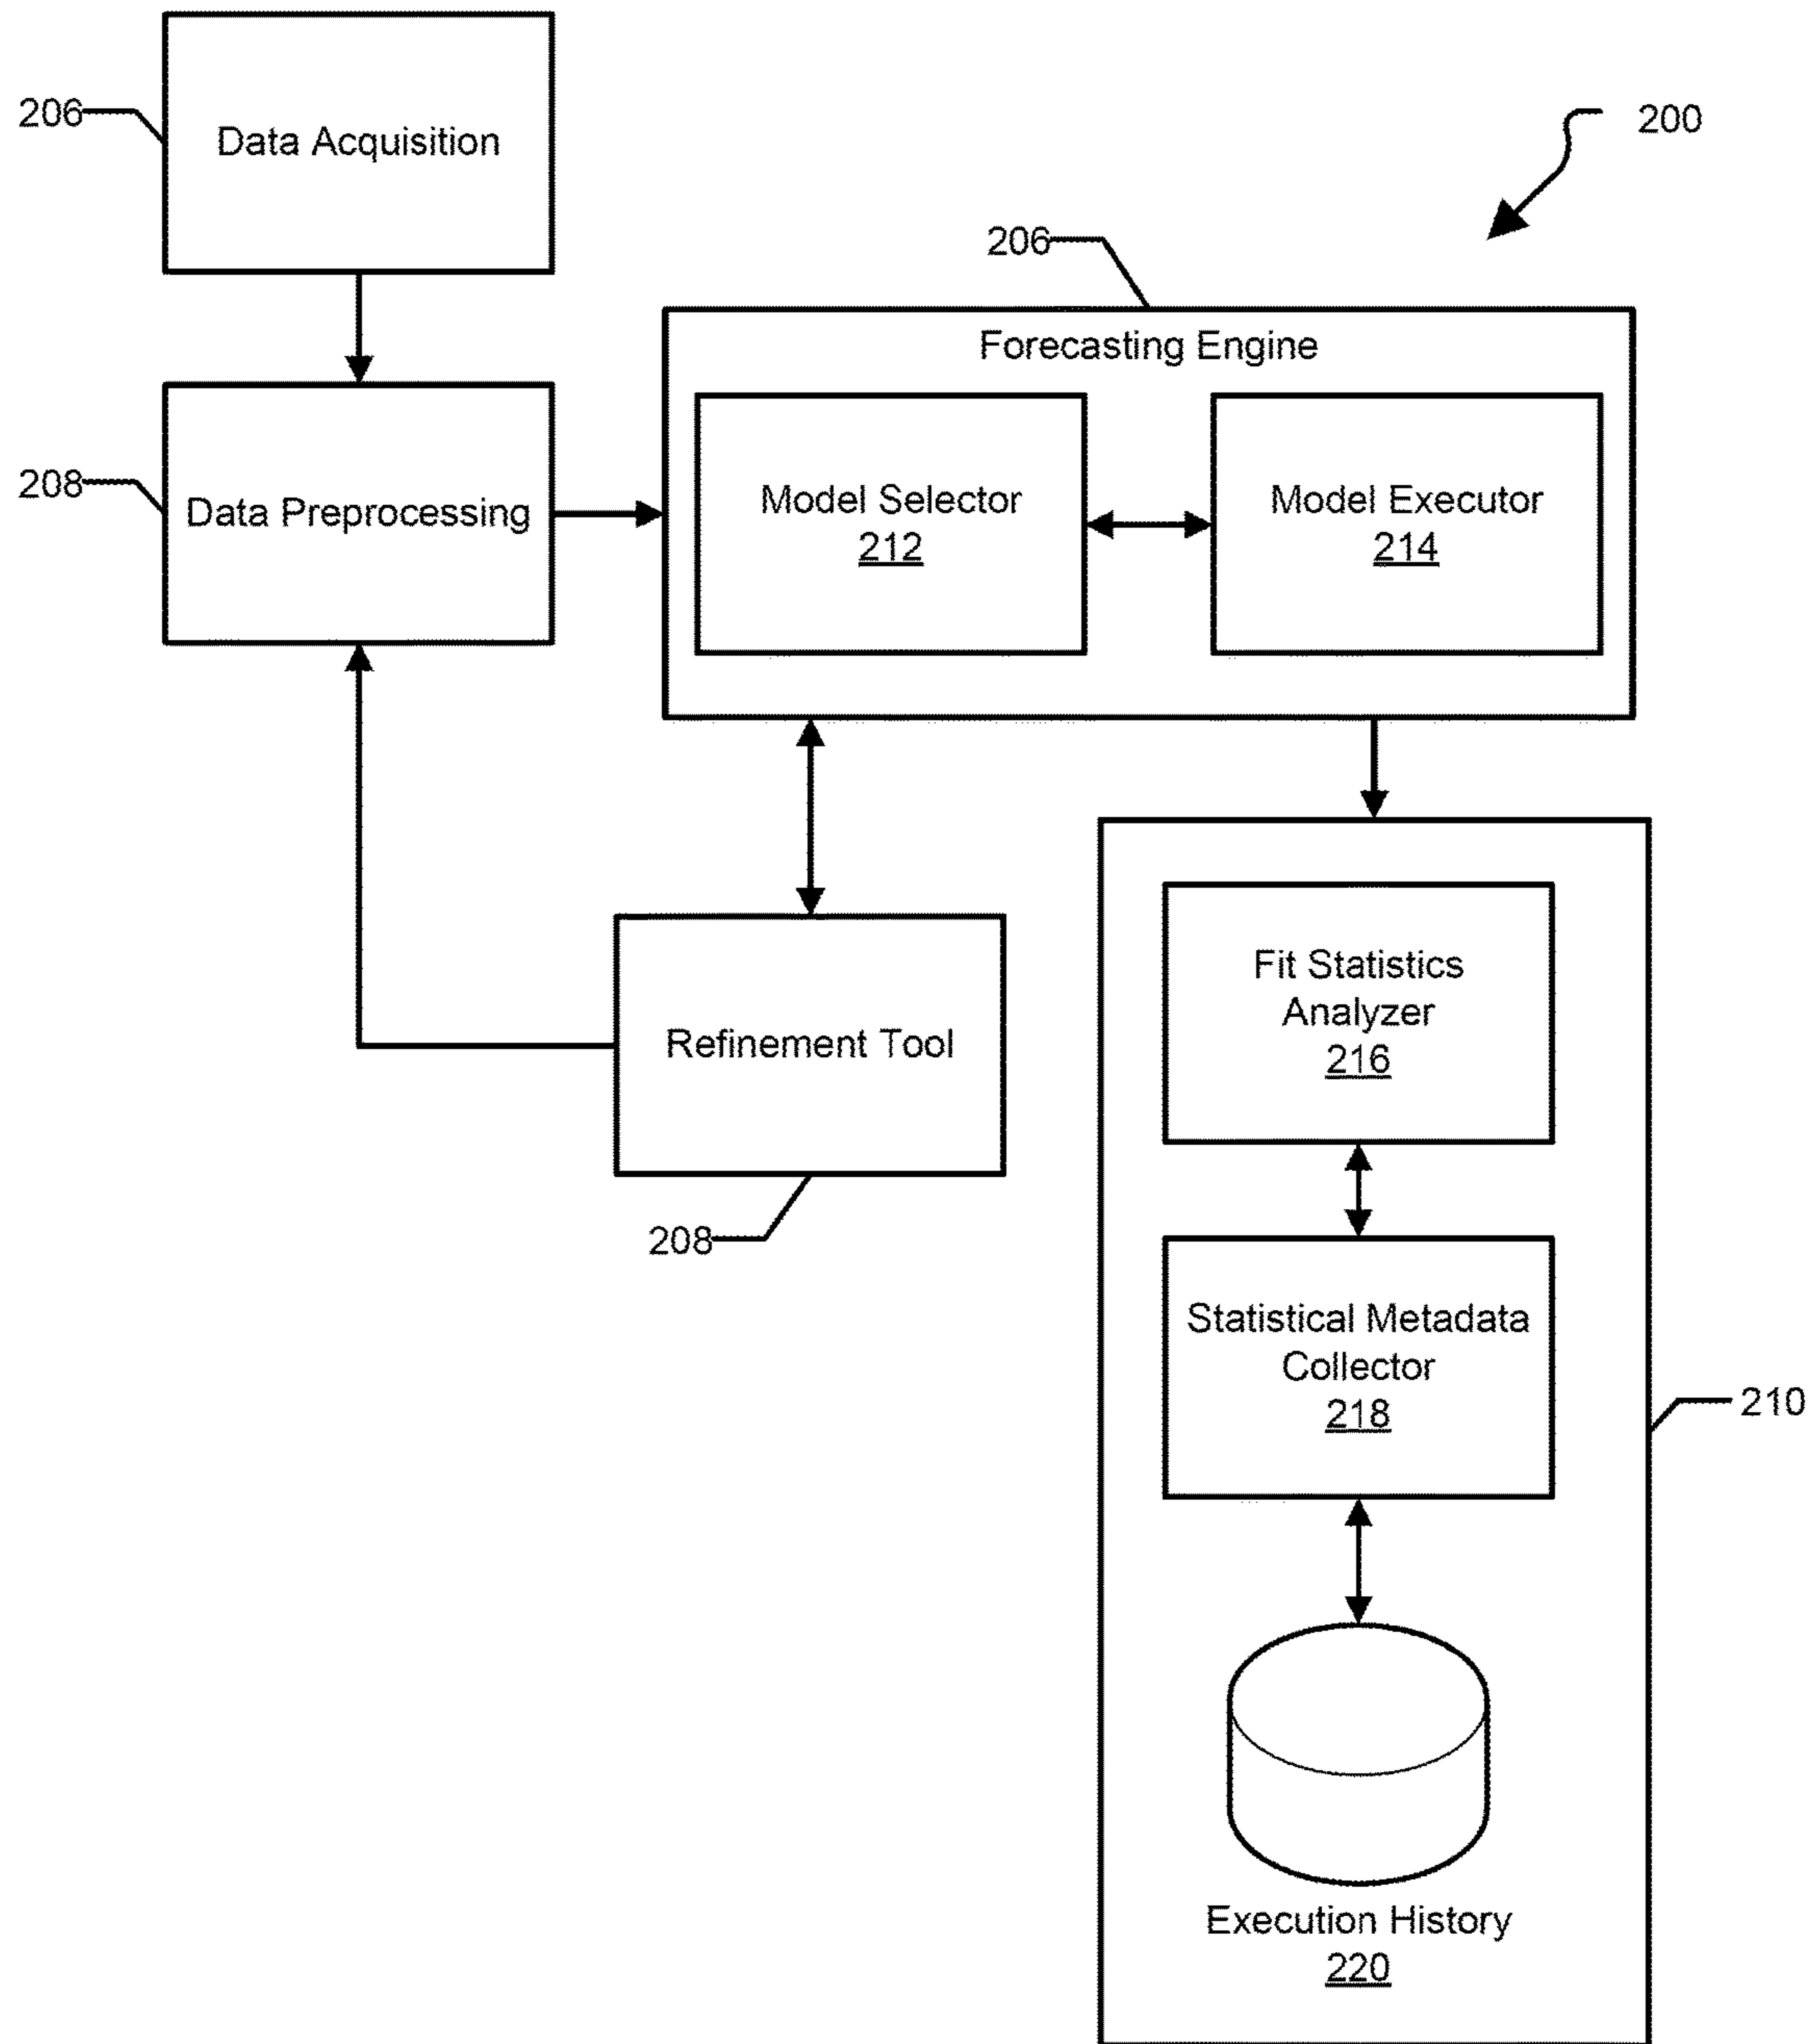 206
Data Acquisition
200
206
Forecasting Engine
208
Data Preprocessing
Model Selector
212
Model Executor
214
Refinement Tool
208
Fit Statistics
Analyzer
216
Statistical Metadata
Collector
218
210
Execution History
220